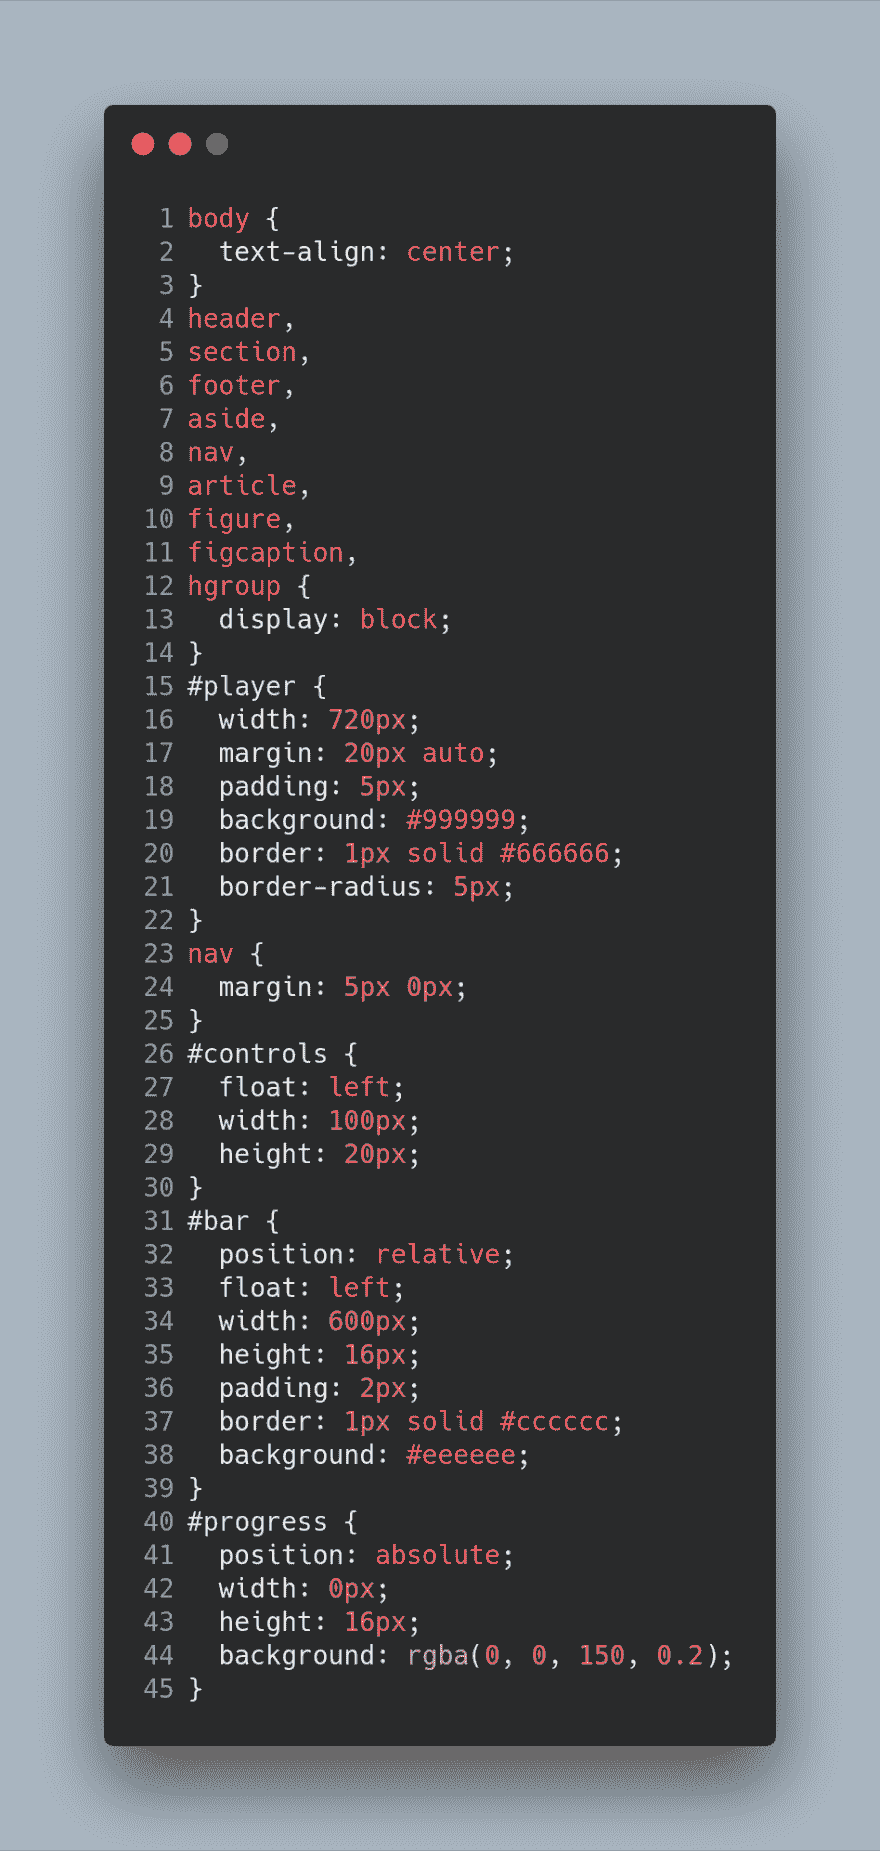 1 body {
2   text-align: center;
3 }
4 header,
5 section,
6 footer,
7 aside,
8 nav,
9 article,
10 figure,
11 figcaption,
12 hgroup {
13   display: block;
14 }
15 #player {
16   width: 720px;
17   margin: 20px auto;
18   padding: 5px;
19   background: #999999;
20   border: 1px solid #666666;
21   border-radius: 5px;
22 }
23 nav {
24   margin: 5px 0px;
25 }
26 #controls {
27   float: left;
28   width: 100px;
29   height: 20px;
30 }
31 #bar {
32   position: relative;
33   float: left;
34   width: 600px;
35   height: 16px;
36   padding: 2px;
37   border: 1px solid #cccccc;
38   background: #eeeeee;
39 }
40 #progress {
41   position: absolute;
42   width: 0px;
43   height: 16px;
44   background: rgba(0, 0, 150, 0.2);
45 }